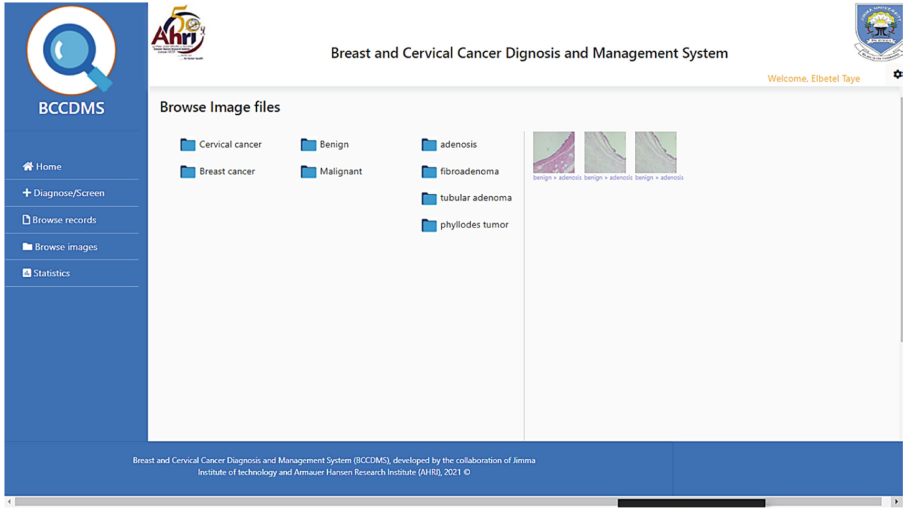 BCCDMS
Home
Diagnose/Screen
Browse records
Browse images
Statistics
Ahri
Breast and Cervical Cancer Dignosis and Management System
Welcome, Elbetel Taye
Browse Image files
Cervical cancer
Breast cancer
Benign
Malignant
adenosis
fibroadenoma
tubular adenoma
phyllodes tumor
benign > adenosis benign > adenosis benign > adenosis
Breast and Cervical Cancer Diagnosis and Management System (BCCDMS), developed by the collaboration of Jimma
Institute of technology and Armauer Hansen Research Institute (AHRI), 2021 ©